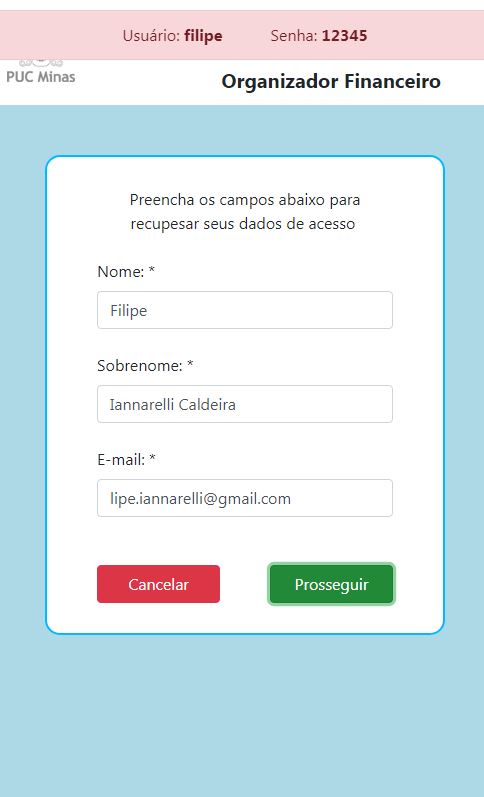 Usuário: filipe Senha: 12345
PUC Minas
Organizador Financeiro
Preencha os campos abaixo para
recupesar seus dados de acesso
Nome: *
Filipe
Sobrenome: *
Iannarelli Caldeira
E-mail: *
lipe.iannarelli@gmail.com
Cancelar Prosseguir